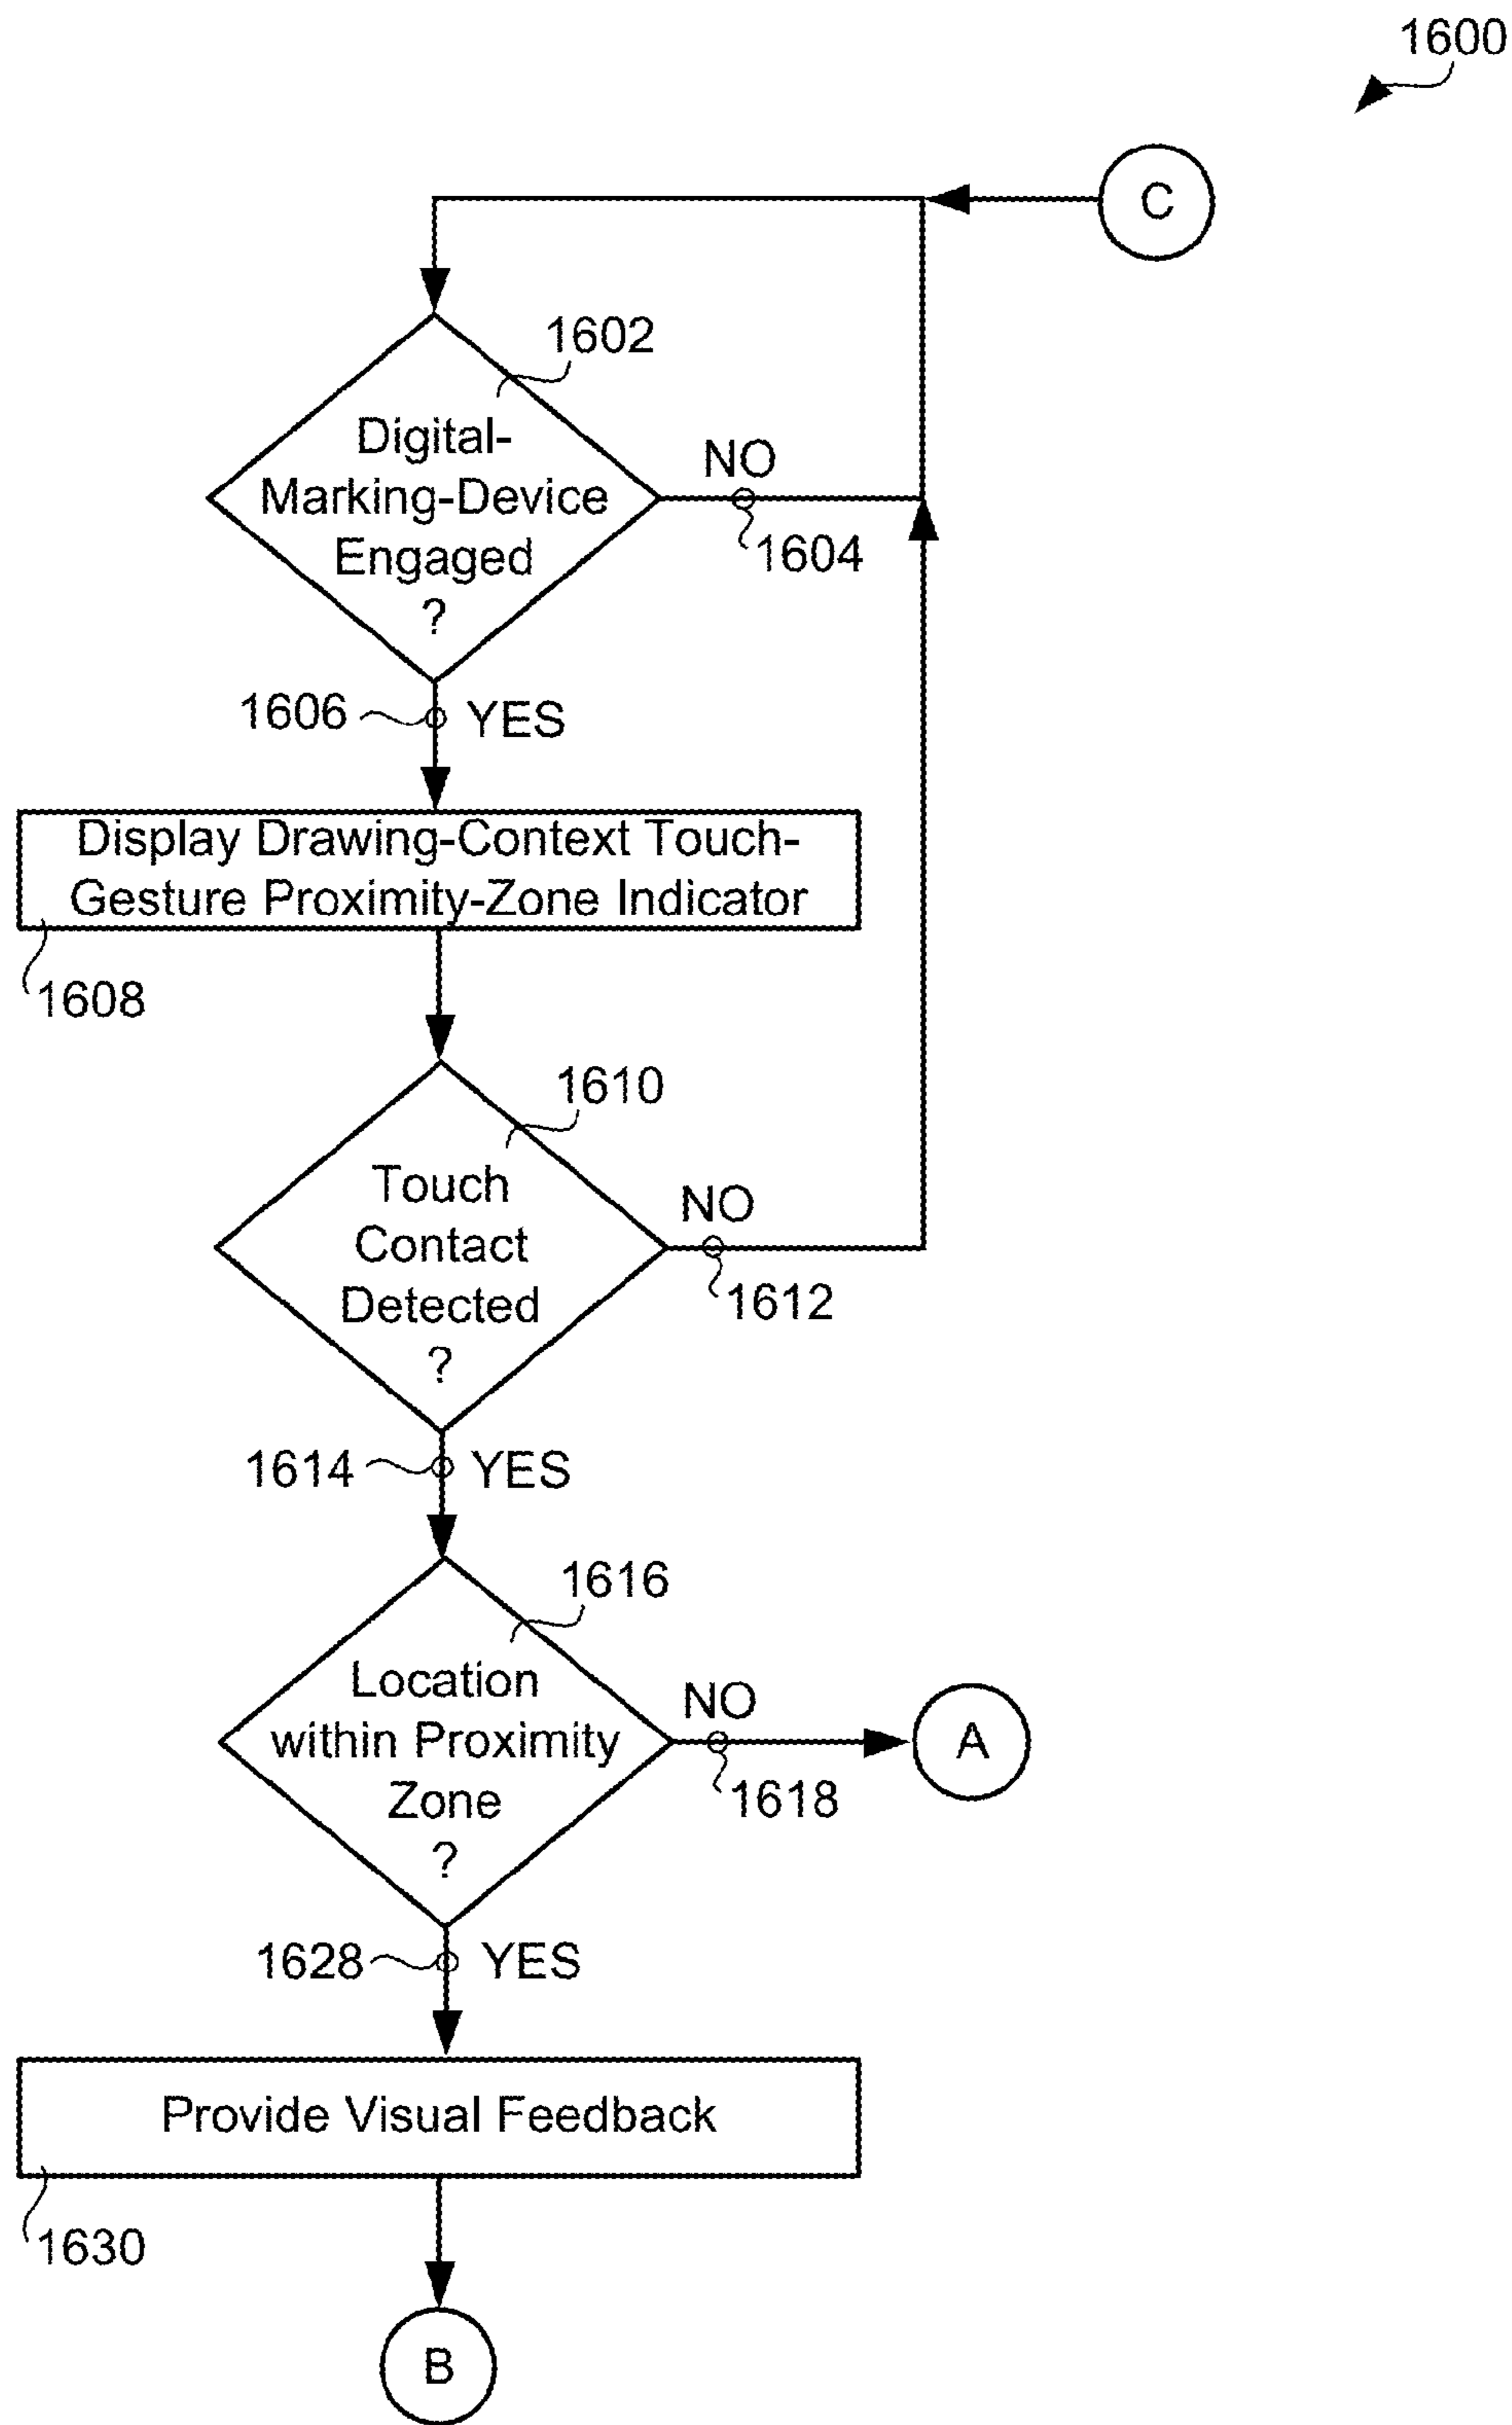 1600
C
1602
Digital-
Marking-Device
Engaged
?
NO
1604
1606
YES
Display Drawing-Context Touch-
Gesture Proximity-Zone Indicator
1608
1610
Touch
Contact
Detected
?
NO
1612
1614
YES
1616
Location
within Proximity
Zone
?
NO
1618
A
1628
YES
Provide Visual Feedback
1630
B